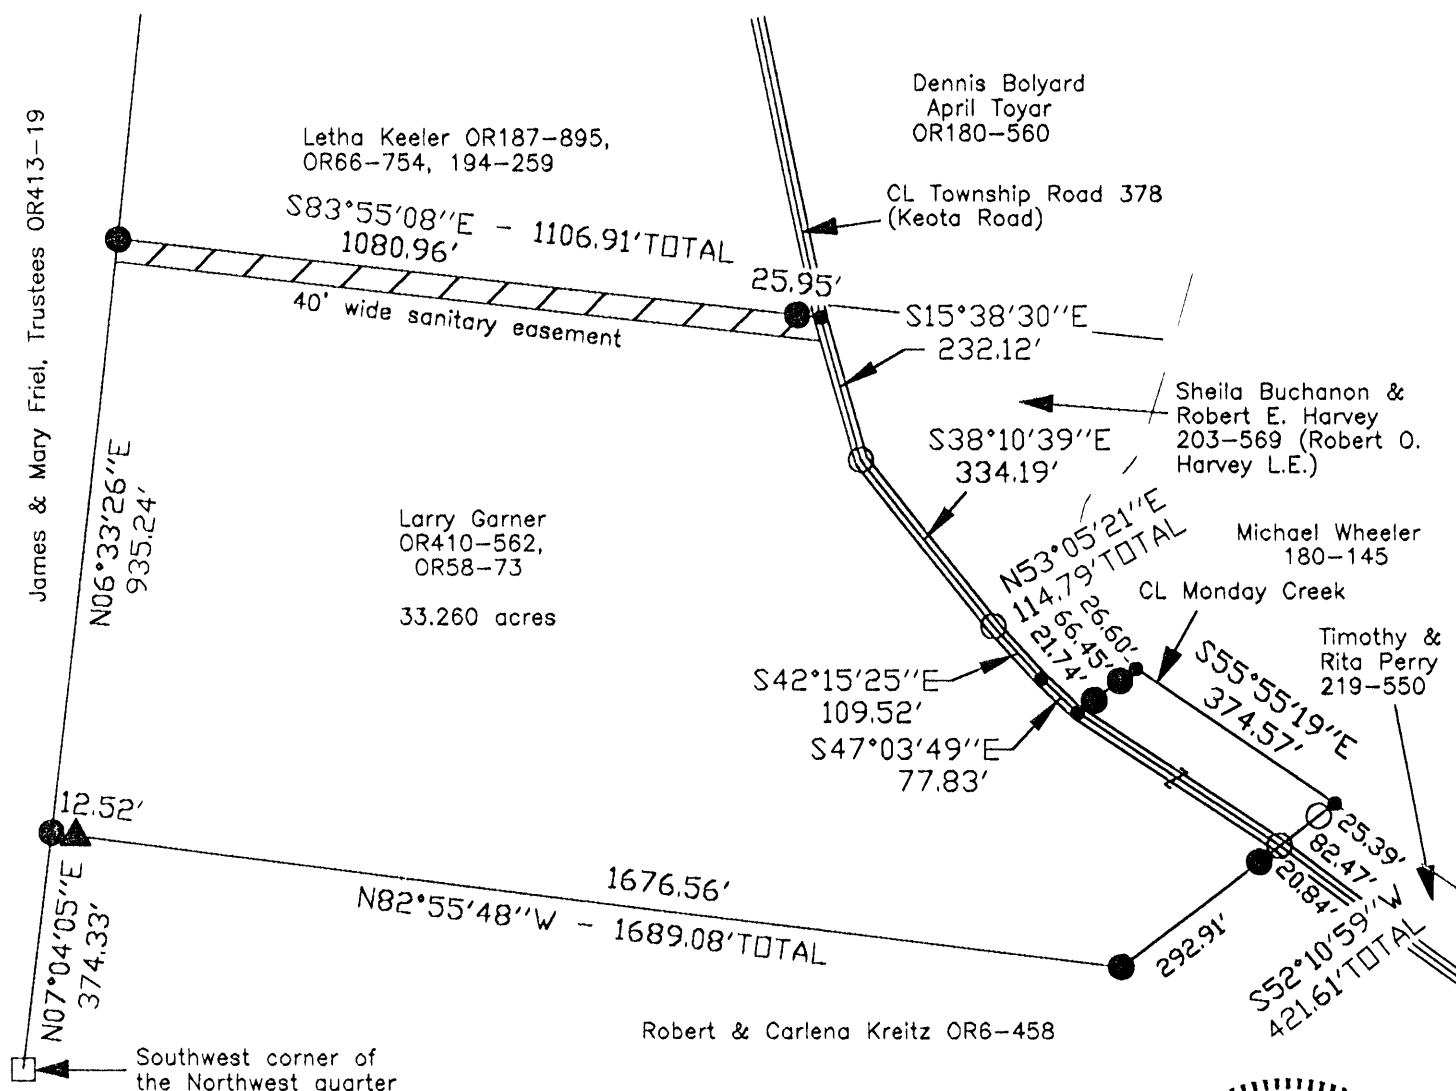 James & Mary Friel, Trustees OR413-19
Letha Keeler OR187-895,
OR66-754, 194-259
S83°55'08''E - 1106.91'TOTAL
1080.96'
25.95'
40' wide sanitary easement
Dennis Bolyard
April Toyar
OR180-560
CL Township Road 378
(Keota Road)
S15°38'30''E
232.12'
Sheila Buchanon &
Robert E. Harvey
203-569 (Robert O.
Harvey L.E.)
S38°10'39''E
334.19'
N06°33'26''E
935.24'
Larry Garner
OR410-562,
OR58-73
33.260 acres
N53°05'21''E
114.79'TOTAL
26.60'
66.45'
21.74'
Michael Wheeler
180-145
CL Monday Creek
Timothy &
Rita Perry
219-550
S55°55'19''E
374.57'
S42°15'25''E
109.52'
S47°03'49''E
77.83'
12.52'
1676.56'
N82°55'48''W - 1689.08'TOTAL
25.39'
82.47'
20.84'
292.91'
S52°10'59''W
421.61'TOTAL
N07°04'05''E
374.33'
Robert & Carlena Kreitz OR6-458
Southwest corner of
the Northwest quarter